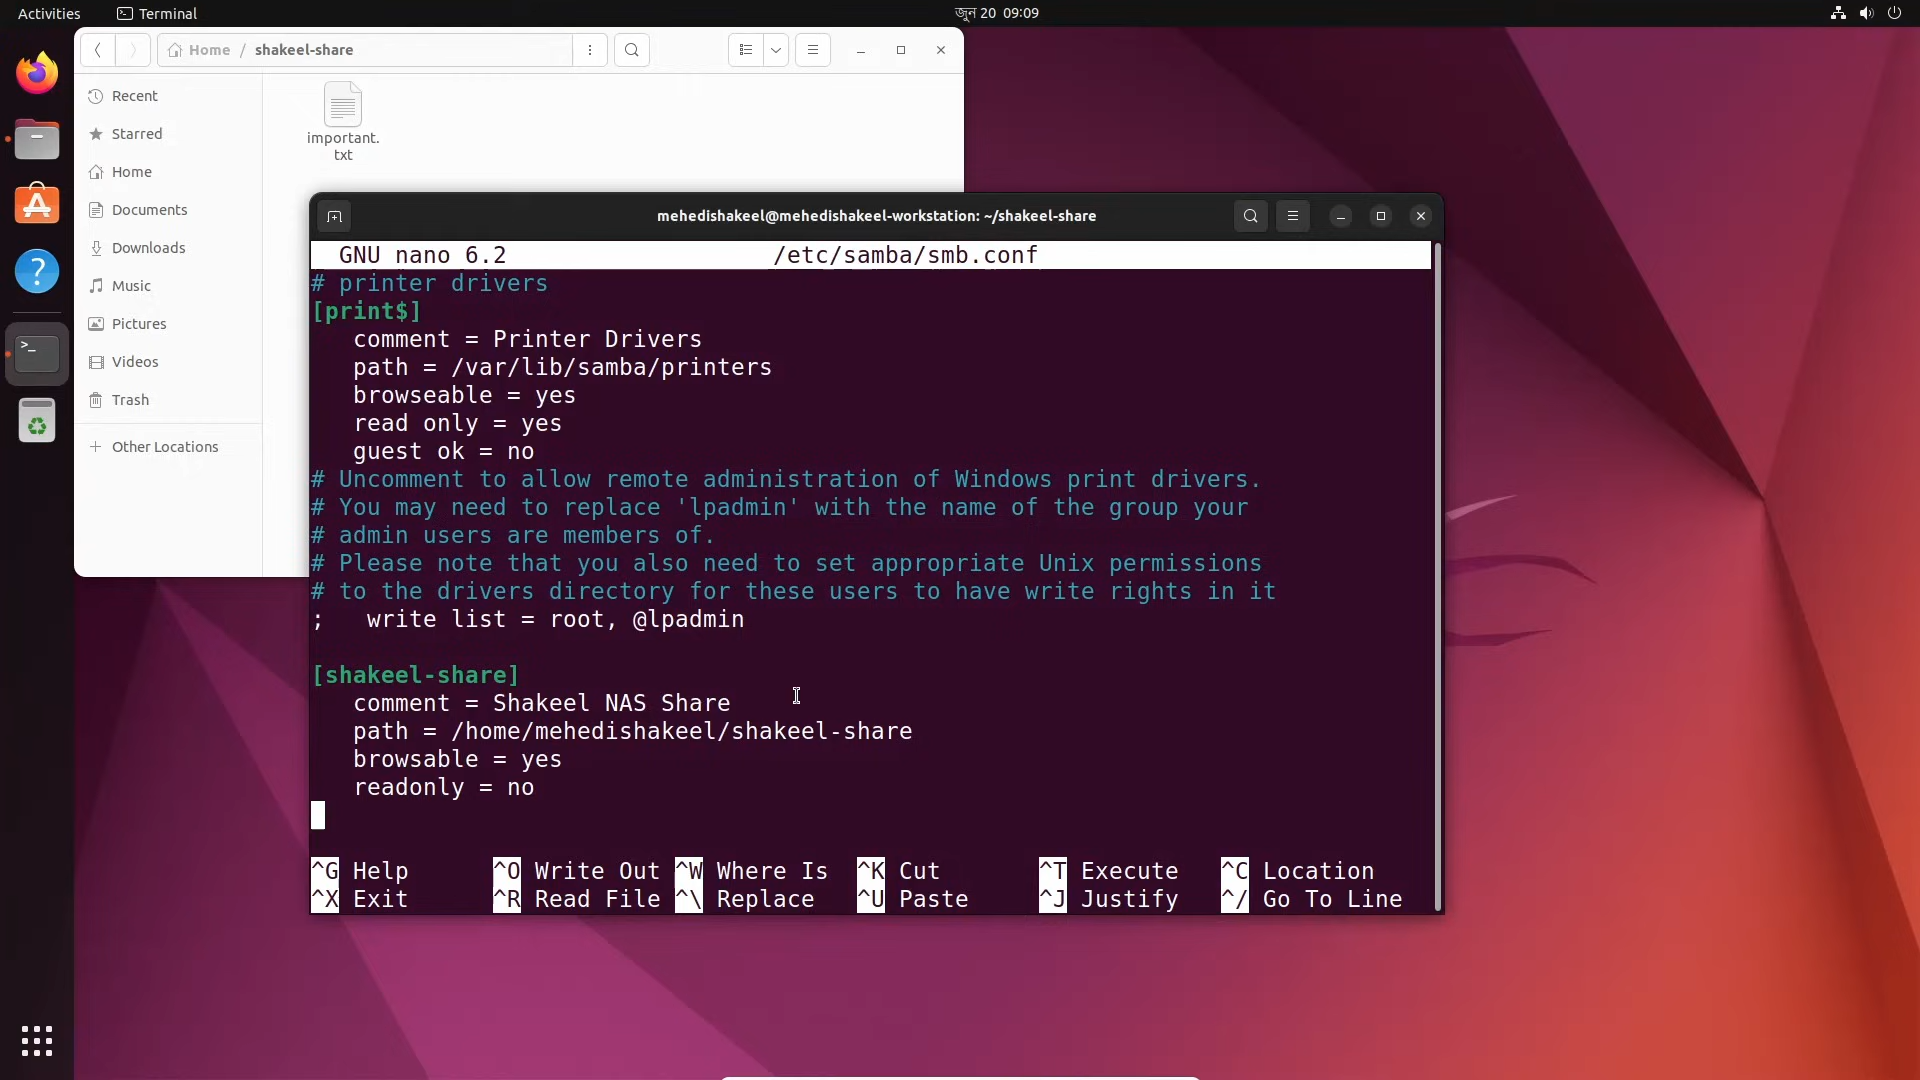 Activities
Terminal
जुन 20 09:09
Home / shakeel-share
Recent
Starred
Home
Documents
Downloads
Music
Pictures
Videos
Trash
Other Locations
important.
txt
mehedishakeel@mehedishakeel-workstation: ~/shakeel-share
GNU nano 6.2 /etc/samba/smb.conf
# printer drivers
[print$]
comment = Printer Drivers
path = /var/lib/samba/printers
browseable = yes
read only = yes
guest ok = no
# Uncomment to allow remote administration of Windows print drivers.
# You may need to replace 'lpadmin' with the name of the group your
# admin users are members of.
# Please note that you also need to set appropriate Unix permissions
# to the drivers directory for these users to have write rights in it
; write list = root, @lpadmin
[shakeel-share]
comment = Shakeel NAS Share
path = /home/mehedishakeel/shakeel-share
browsable = yes
readonly = no
^G Help ^O Write Out ^W Where Is ^K Cut ^T Execute ^C Location
^X Exit ^R Read File ^\ Replace ^U Paste ^J Justify ^/ Go To Line